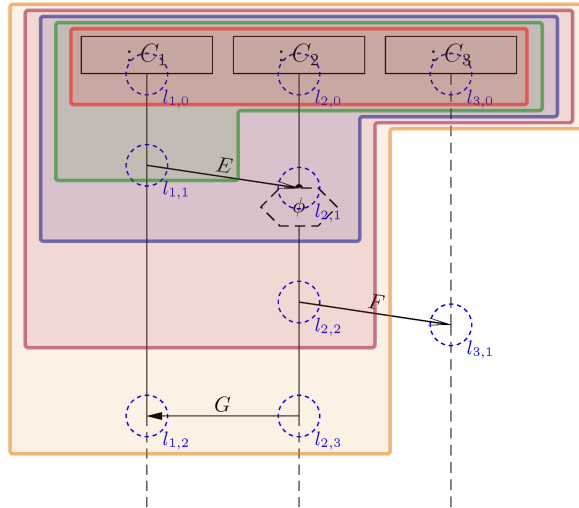 : C₁ : C₂ : C₃
l₁,₀ l₂,₀ l₃,₀
E
l₁,₁
ϕ l₂,₁
F
l₂,₂
l₃,₁
G
l₁,₂ l₂,₃